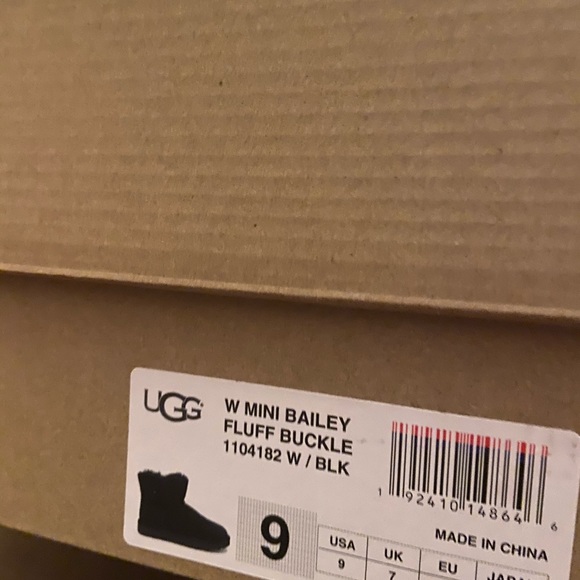 UGG
W MINI BAILEY
FLUFF BUCKLE
1104182 W / BLK
1 92410 14864 6
MADE IN CHINA
9
USA UK EU
9 7